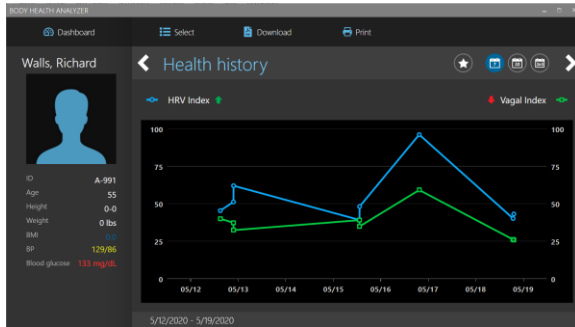 BODY HEALTH ANALYZER
Dashboard
Select
Download
Print
Walls, Richard
Health history
HRV Index
Vagal Index
ID A-991
Age 55
Height 0-0
Weight 0 lbs
BMI 0.0
BP 129/86
Blood glucose 133 mg/dL
100 100
75 75
50 50
25 25
0 0
05/12 05/13 05/14 05/15 05/16 05/17 05/18 05/19
5/12/2020 - 5/19/2020